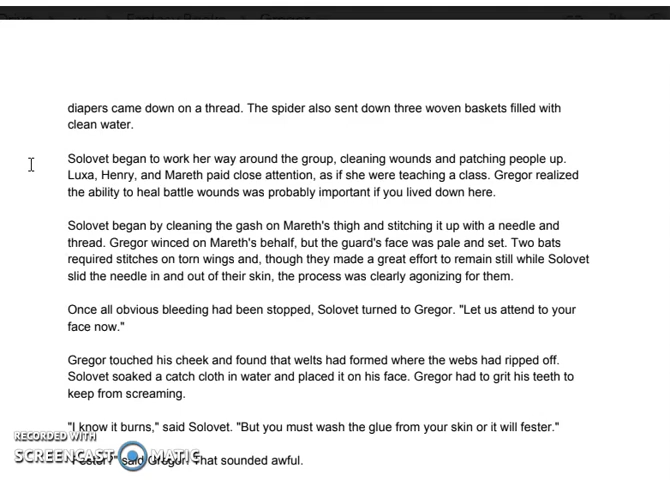 diapers came down on a thread. The spider also sent down three woven baskets filled with
clean water.
Solovet began to work her way around the group, cleaning wounds and patching people up.
Luxa, Henry, and Mareth paid close attention, as if she were teaching a class. Gregor realized
the ability to heal battle wounds was probably important if you lived down here.
Solovet began by cleaning the gash on Mareth's thigh and stitching it up with a needle and
thread. Gregor winced on Mareth's behalf, but the guard's face was pale and set. Two bats
required stitches on torn wings and, though they made a great effort to remain still while Solovet
slid the needle in and out of their skin, the process was clearly agonizing for them.
Once all obvious bleeding had been stopped, Solovet turned to Gregor. "Let us attend to your
face now."
Gregor touched his cheek and found that welts had formed where the webs had ripped off.
Solovet soaked a catch cloth in water and placed it on his face. Gregor had to grit his teeth to
keep from screaming.
"I know it burns," said Solovet. "But you must wash the glue from your skin or it will fester."
RECORDED WITH
SCREENCAST MATIC
"Fester?" said Gregor. That sounded awful.